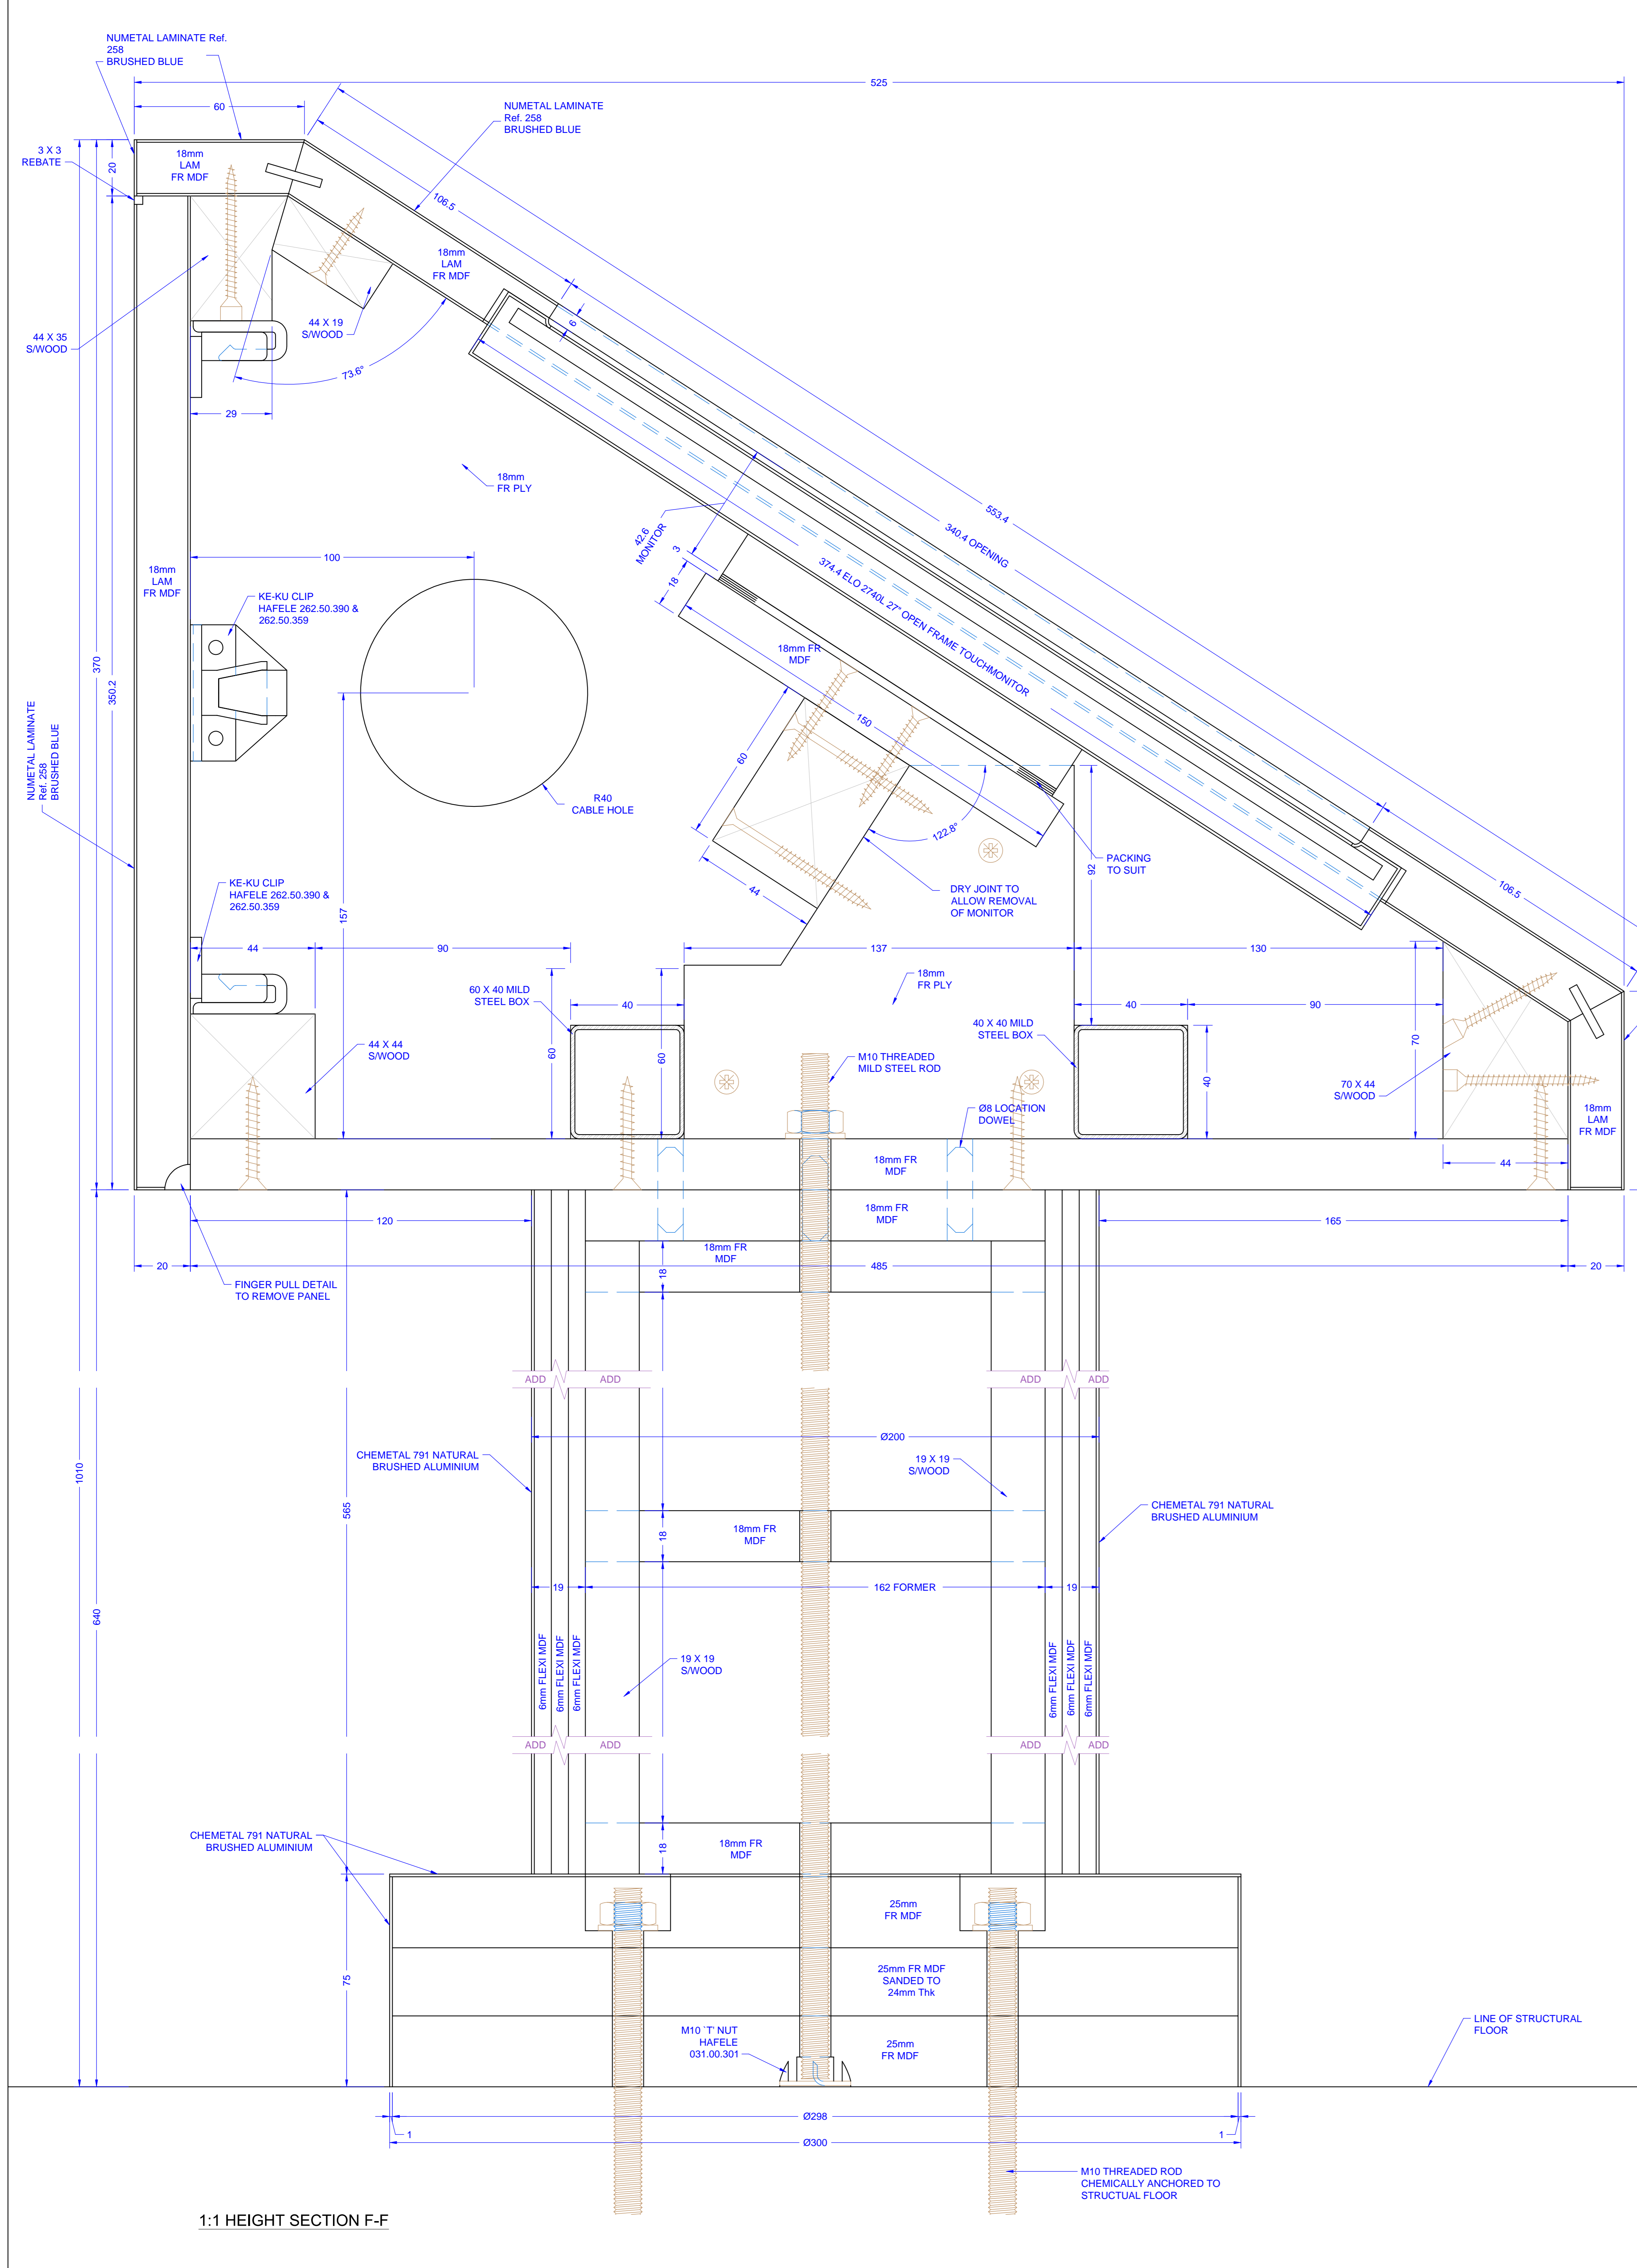 NUMETAL LAMINATE Ref.
258
BRUSHED BLUE
525
60
NUMETAL LAMINATE
Ref. 258
BRUSHED BLUE
3 X 3
REBATE
20
18mm
LAM
FR MDF
106.5
18mm
LAM
FR MDF
44 X 35
S/WOOD
44 X 19
S/WOOD
6
73.6°
29
18mm
FR PLY
553.4
340.4 OPENING
42.6
MONITOR
3
18
374.4 ELO 2740L 27" OPEN FRAME TOUCHMONITOR
100
18mm
LAM
FR MDF
KE-KU CLIP
HAFELE 262.50.390 &
262.50.359
18mm FR
MDF
370
350.2
NUMETAL LAMINATE
Ref. 258
BRUSHED BLUE
150
60
R40
CABLE HOLE
122.8°
92
PACKING
TO SUIT
44
DRY JOINT TO
ALLOW REMOVAL
OF MONITOR
106.5
KE-KU CLIP
HAFELE 262.50.390 &
262.50.359
157
44
90
137
130
60 X 40 MILD
STEEL BOX
40
18mm
FR PLY
40
90
40 X 40 MILD
STEEL BOX
44 X 44
S/WOOD
60
60
M10 THREADED
MILD STEEL ROD
40
70
70 X 44
S/WOOD
Ø8 LOCATION
DOWEL
18mm
LAM
FR MDF
18mm FR
MDF
44
18mm FR
MDF
120
165
18mm FR
MDF
20
485
20
18
FINGER PULL DETAIL
TO REMOVE PANEL
ADD
ADD
ADD
ADD
Ø200
CHEMETAL 791 NATURAL
BRUSHED ALUMINIUM
19 X 19
S/WOOD
1010
565
CHEMETAL 791 NATURAL
BRUSHED ALUMINIUM
18
18mm FR
MDF
19
162 FORMER
19
640
6mm FLEXI MDF
6mm FLEXI MDF
6mm FLEXI MDF
19 X 19
S/WOOD
6mm FLEXI MDF
6mm FLEXI MDF
6mm FLEXI MDF
ADD
ADD
ADD
ADD
CHEMETAL 791 NATURAL
BRUSHED ALUMINIUM
18
18mm FR
MDF
25mm
FR MDF
75
25mm FR MDF
SANDED TO
24mm Thk
M10 `T' NUT
HAFELE
031.00.301
25mm
FR MDF
LINE OF STRUCTURAL
FLOOR
Ø298
1
1
Ø300
M10 THREADED ROD
CHEMICALLY ANCHORED TO
STRUCTUAL FLOOR
1:1 HEIGHT SECTION F-F